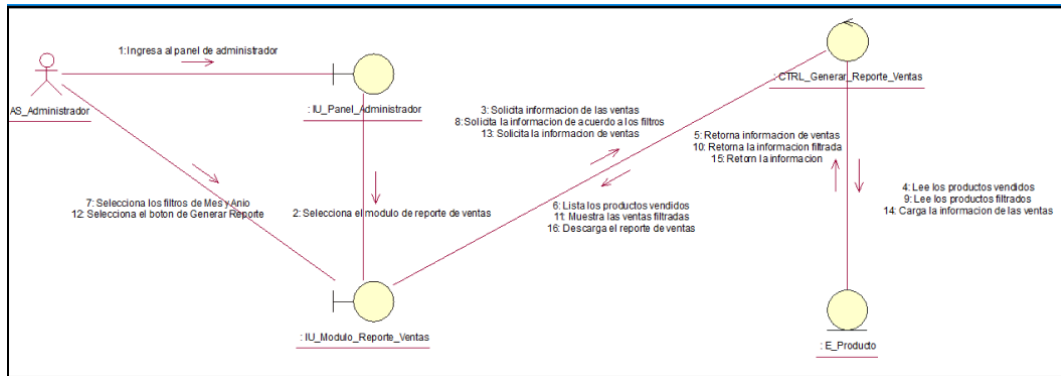 1: Ingresa al panel de administrador
AS_Administrador
: IU_Panel_Administrador
: CTRL_Generar_Reporte_Ventas
3: Solicita informacion de las ventas
8: Solicita la informacion de acuerdo a los filtros
13: Solicita la informacion de ventas
5: Retorna informacion de ventas
10: Retorna la informacion filtrada
15: Retorn la informacion
7: Selecciona los filtros de Mes y Anio
12: Selecciona el boton de Generar Reporte
2: Selecciona el modulo de reporte de ventas
6: Lista los productos vendidos
11: Muestra las ventas filtradas
16: Descarga el reporte de ventas
4: Lee los productos vendidos
9: Lee los productos filtrados
14: Carga la informacion de las ventas
: IU_Modulo_Reporte_Ventas
: E_Producto